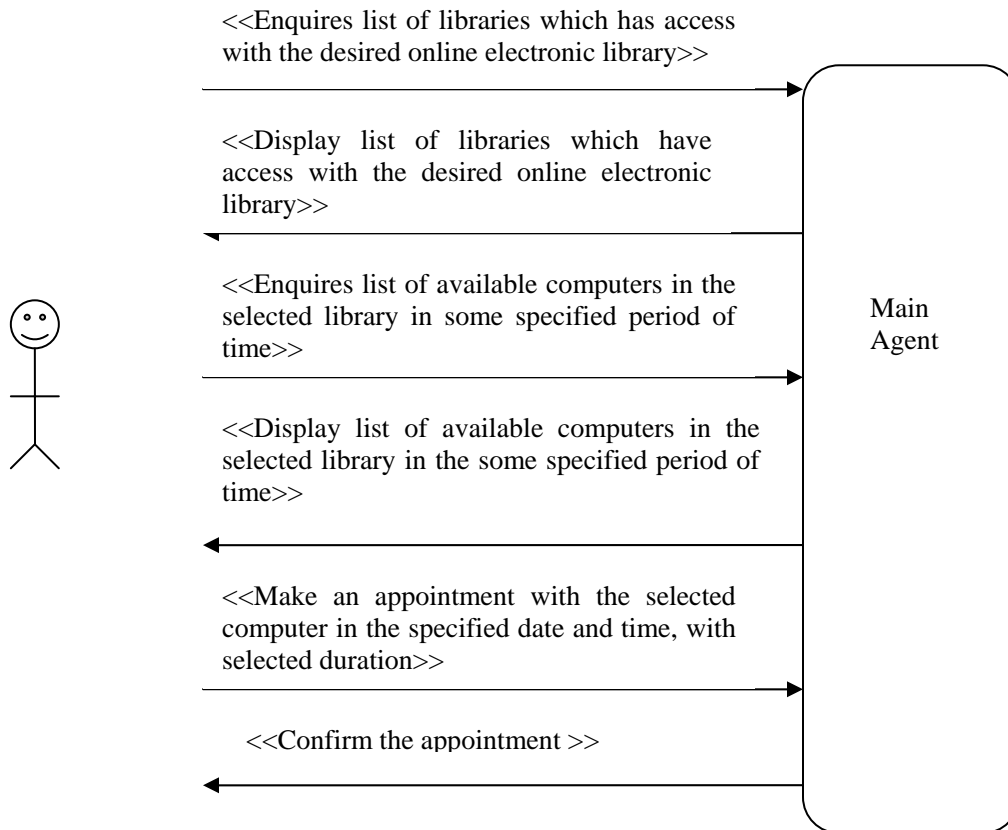 <<Enquires list of libraries which has access
with the desired online electronic library>>
<<Display list of libraries which have
access with the desired online electronic
library>>
<<Enquires list of available computers in the
selected library in some specified period of
time>>
Main
Agent
<<Display list of available computers in the
selected library in the some specified period of
time>>
<<Make an appointment with the selected
computer in the specified date and time, with
selected duration>>
<<Confirm the appointment >>